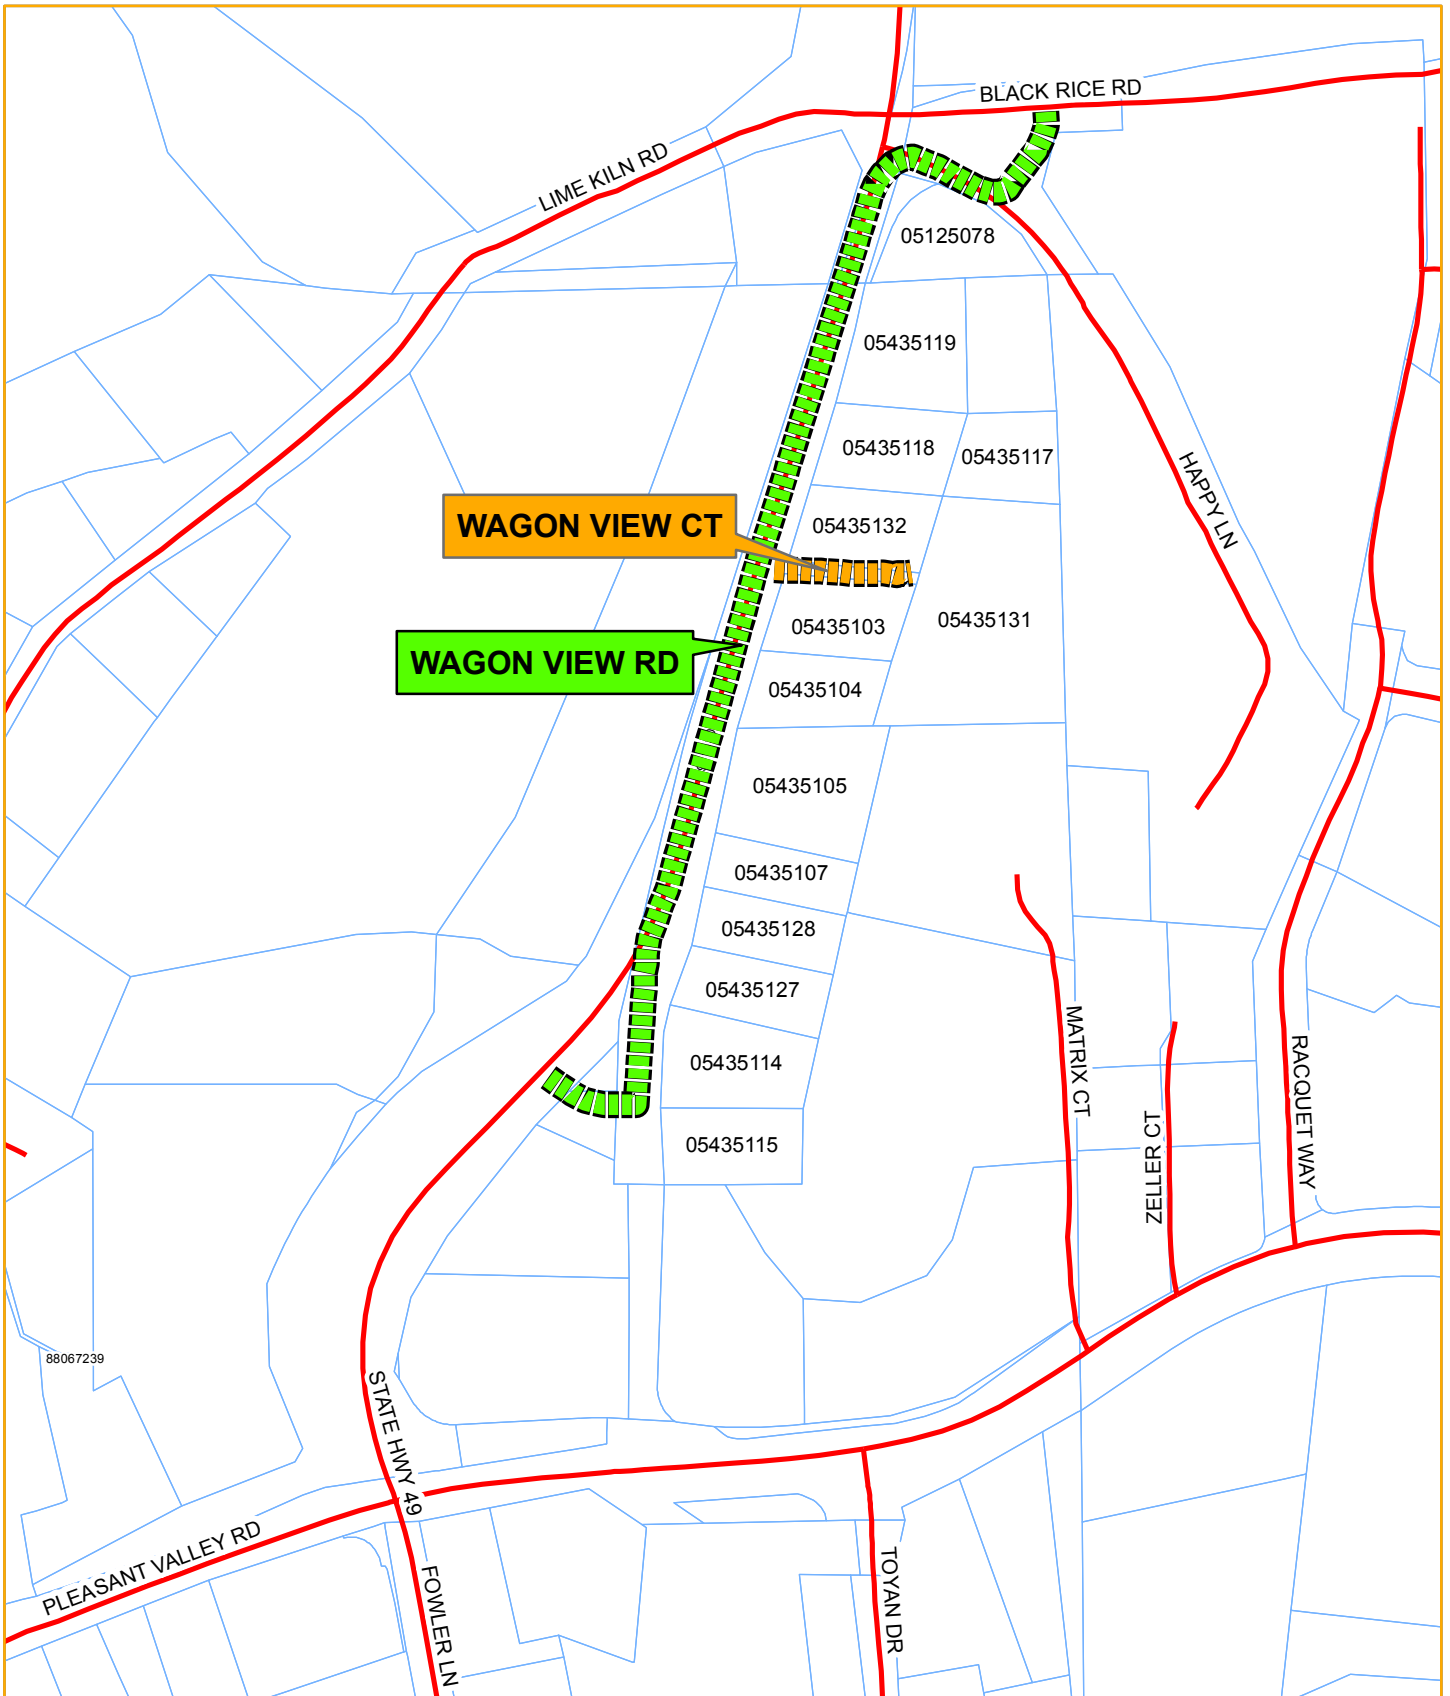 BLACK RICE RD
LIME KILN RD
05125078
05435119
05435118
05435117
HAPPY LN
WAGON VIEW CT
05435132
05435103
05435131
WAGON VIEW RD
05435104
05435105
05435107
05435128
05435127
05435114
MATRIX CT
RACQUET WAY
05435115
ZELLER CT
88067239
STATE HWY 49
PLEASANT VALLEY RD
FOWLER LN
TOYAN DR